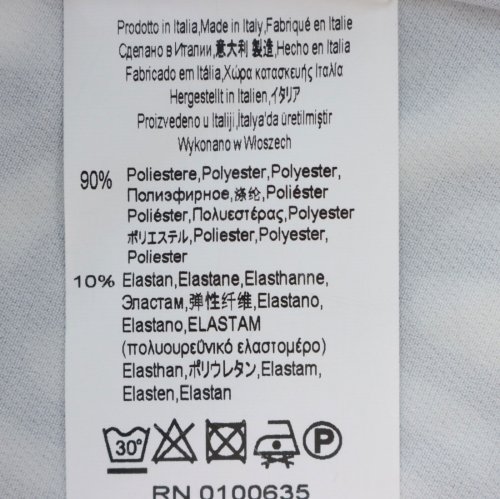 Prodotto in Italia,Made in Italy,Fabriqué en Italie
Сделано в Италии,意大利 製造,Hecho en Italia
Fabricado em Itália,Χώρα κατασκευής Ιταλία
Hergestellt in Italien,イタリア
Proizvedeno u Italiji,İtalya'da üretilmiştir
Wykonano w Włoszech
90% Poliestere,Polyester,Polyester,
Полиэфирное,涤纶,Poliéster
Poliéster,Πολυεστέρας,Polyester
ポリエステル,Poliester,Polyester,
Poliester
10% Elastan,Elastane,Elasthanne,
Эластам,弹性纤维,Elastano,
Elastano,ELASTAM
(πολυουρεϋνικό ελαστομέρο)
Elasthan,ポリウレタン,Elastam,
Elasten,Elastan
30° P
RN 0100635